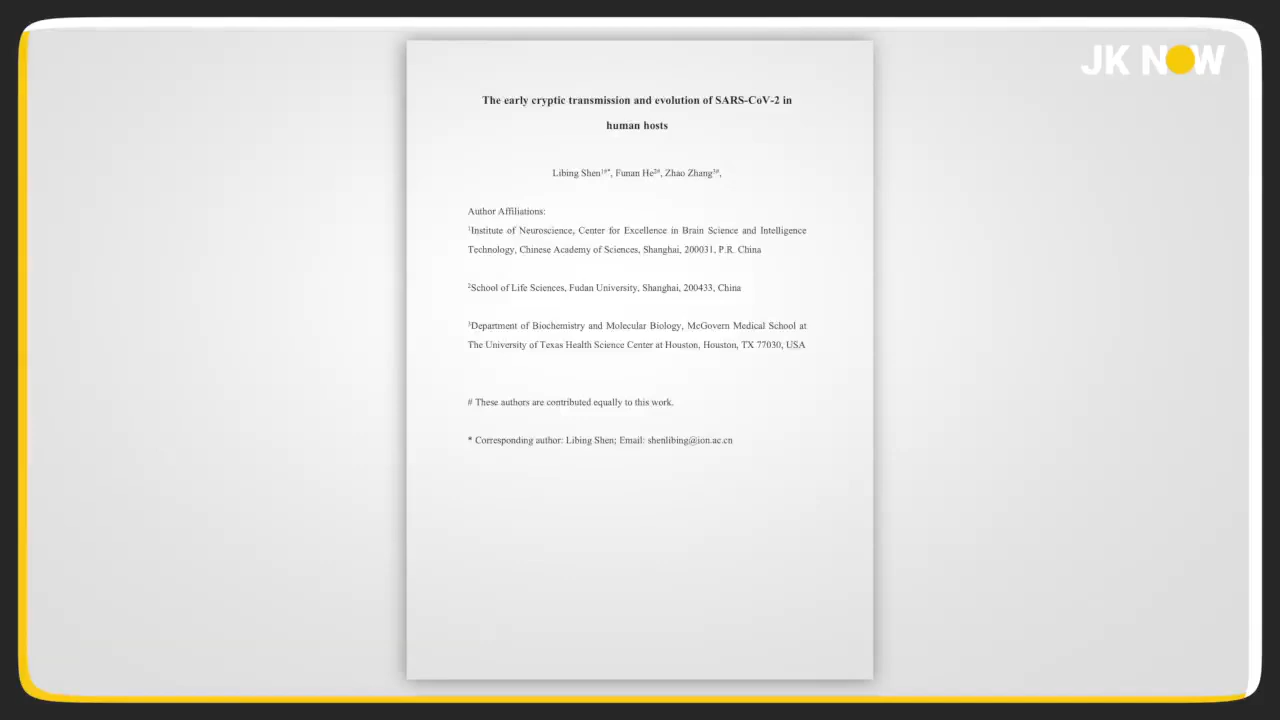 JK NOW
The early cryptic transmission and evolution of SARS-CoV-2 in
human hosts
Libing Shen¹#*, Funan He²#, Zhao Zhang³#,
Author Affiliations:
¹Institute of Neuroscience, Center for Excellence in Brain Science and Intelligence
Technology, Chinese Academy of Sciences, Shanghai, 200031, P.R. China
²School of Life Sciences, Fudan University, Shanghai, 200433, China
³Department of Biochemistry and Molecular Biology, McGovern Medical School at
The University of Texas Health Science Center at Houston, Houston, TX 77030, USA
# These authors are contributed equally to this work.
* Corresponding author: Libing Shen; Email: shenlibing@ion.ac.cn